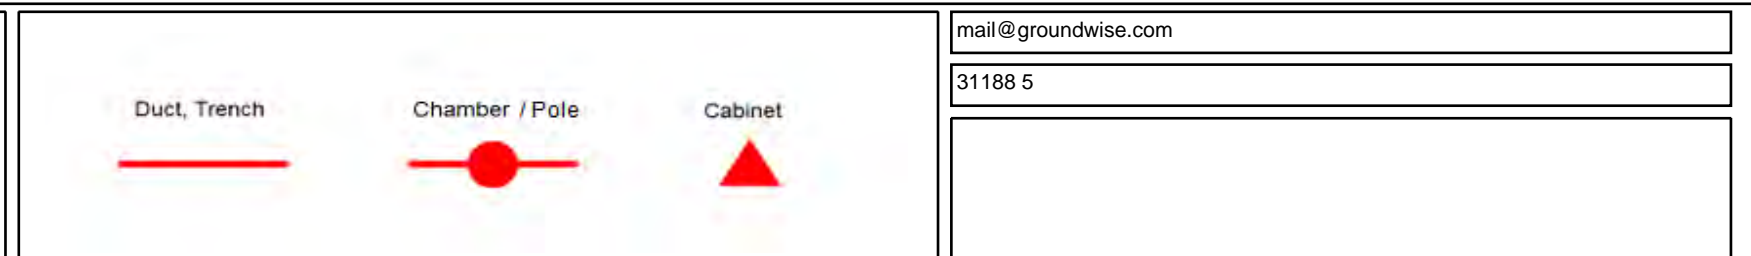 Duct, Trench
Chamber / Pole
Cabinet
mail@groundwise.com
31188 5